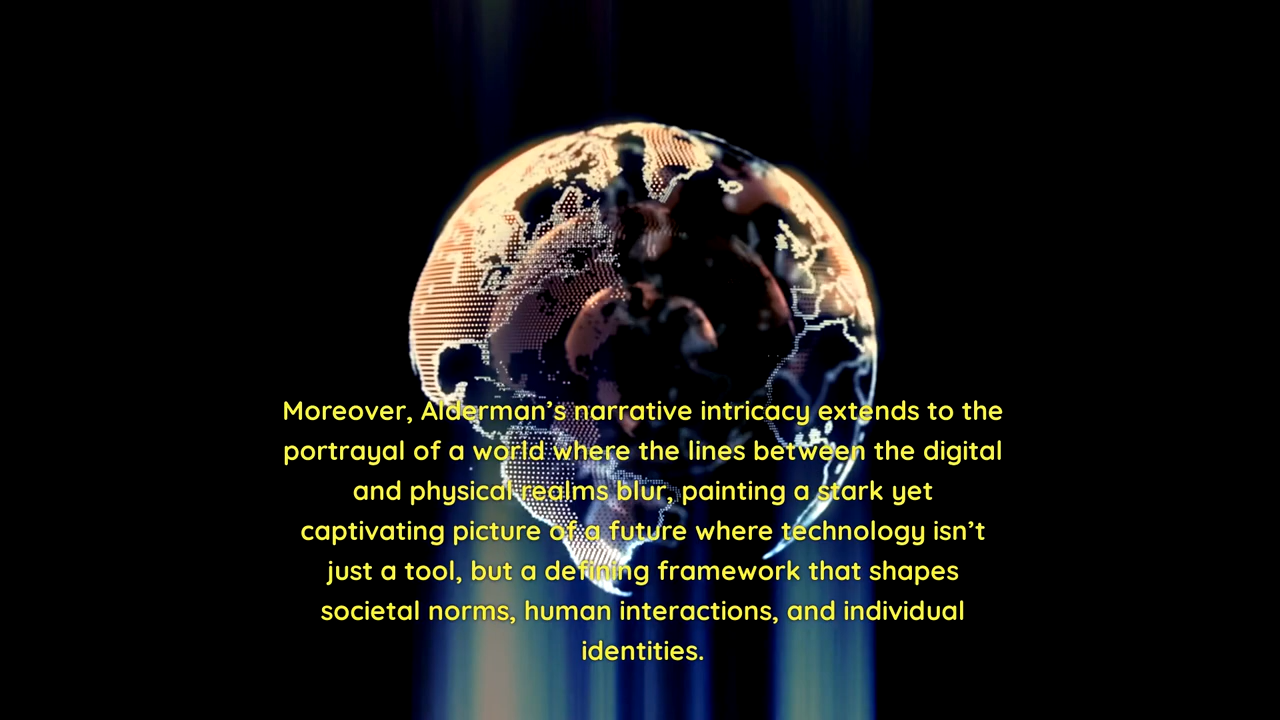 Moreover, Alderman’s narrative intricacy extends to the
portrayal of a world where the lines between the digital
and physical realms blur, painting a stark yet
captivating picture of a future where technology isn’t
just a tool, but a defining framework that shapes
societal norms, human interactions, and individual
identities.